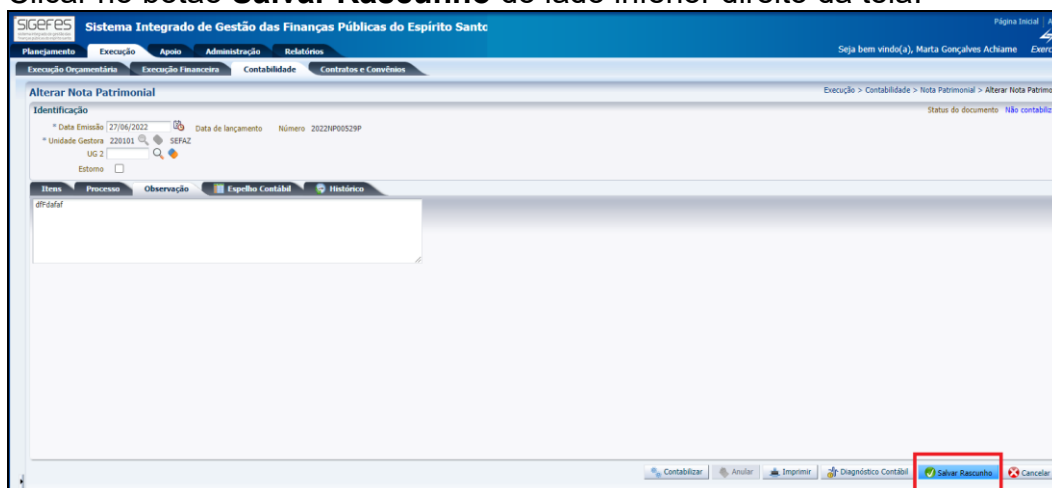 Clicar no botão Salvar Rascunho do lado inferior direito da tela.
SIGEFES Sistema Integrado de Gestão das Finanças Públicas do Espírito Santo
Página Inicial
Planejamento Execução Apoio Administração Relatórios Seja bem vindo(a), Marta Gonçalves Achiame
Execução Orçamentária Execução Financeira Contabilidade Contratos e Convênios
Alterar Nota Patrimonial Execução > Contabilidade > Nota Patrimonial > Alterar Nota
Identificação Status do documento Não
* Data Emissão 27/06/2022 Data de lançamento Número 2022NP00529P
* Unidade Gestora 220101 SEFAZ
UG 2
Estorno
Itens Processo Observação Espelho Contábil Histórico
dfFdafaf
Contabilizar Anular Imprimir Diagnóstico Contábil Salvar Rascunho Cancelar